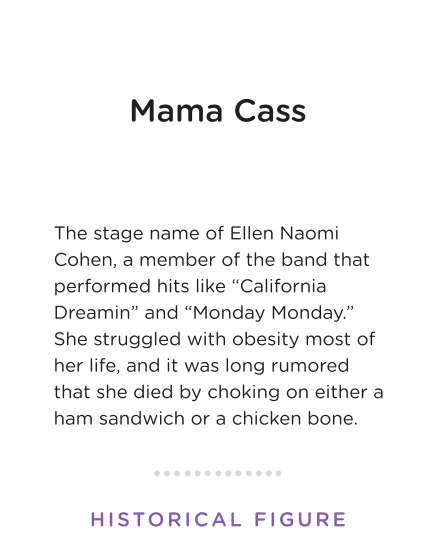 Mama Cass
The stage name of Ellen Naomi
Cohen, a member of the band that
performed hits like “California
Dreamin” and “Monday Monday.”
She struggled with obesity most of
her life, and it was long rumored
that she died by choking on either a
ham sandwich or a chicken bone.
HISTORICAL FIGURE